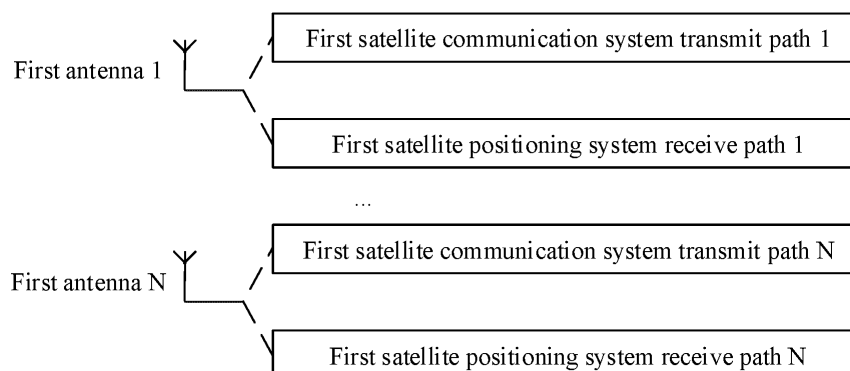 First satellite communication system transmit path 1
First antenna 1
First satellite positioning system receive path 1
...
First satellite communication system transmit path N
First antenna N
First satellite positioning system receive path N